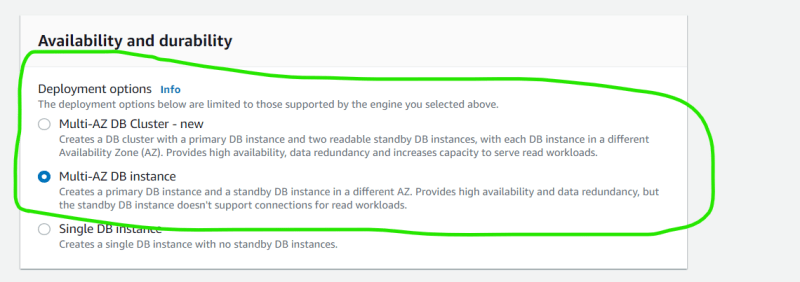 Availability and durability
Deployment options Info
The deployment options below are limited to those supported by the engine you selected above.
Multi-AZ DB Cluster - new
Creates a DB cluster with a primary DB instance and two readable standby DB instances, with each DB instance in a different
Availability Zone (AZ). Provides high availability, data redundancy and increases capacity to serve read workloads.
Multi-AZ DB instance
Creates a primary DB instance and a standby DB instance in a different AZ. Provides high availability and data redundancy, but
the standby DB instance doesn't support connections for read workloads.
Single DB instance
Creates a single DB instance with no standby DB instances.